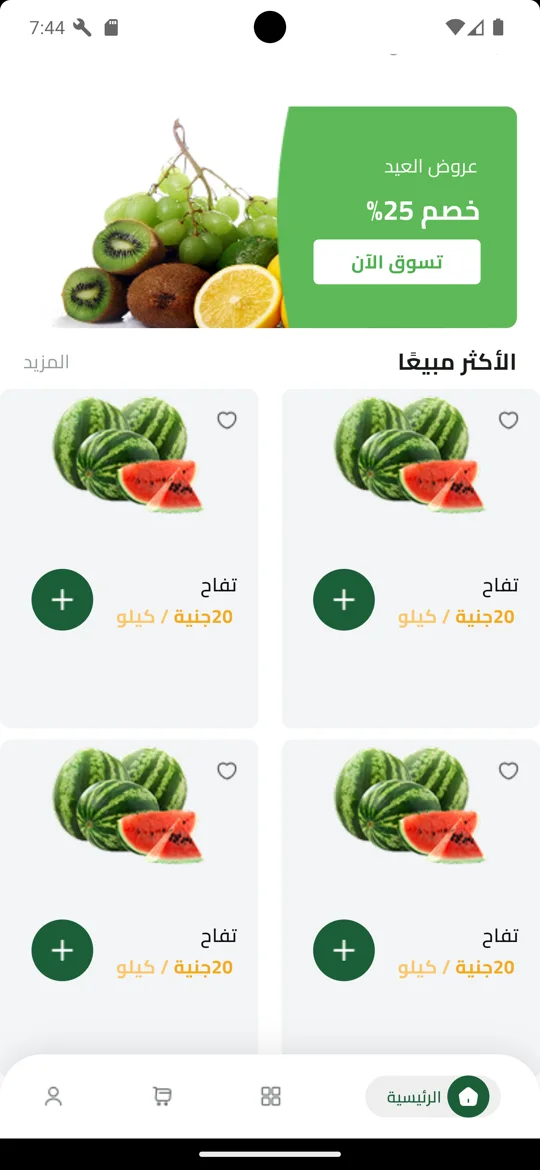 7:44
عروض العيد
خصم 25%
تسوق الآن
الأكثر مبيعًا
المزيد
تفاح
20جنية / كيلو
تفاح
20جنية / كيلو
تفاح
20جنية / كيلو
تفاح
20جنية / كيلو
الرئيسية